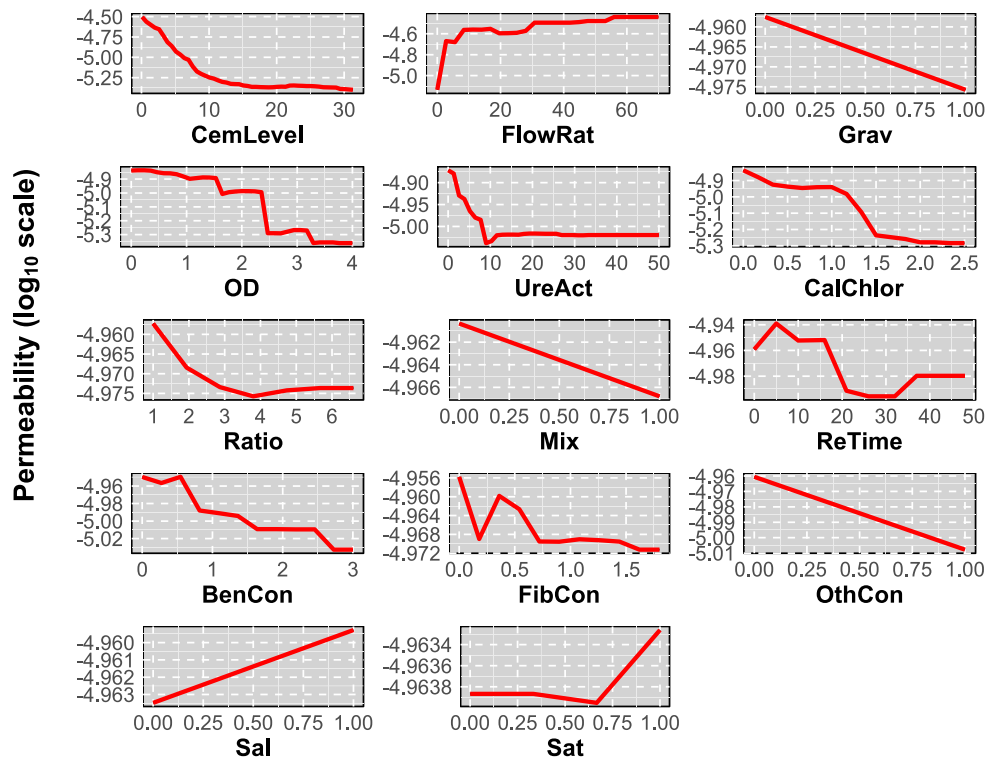 Permeability (log10 scale)
-4.50
-4.75
-5.00
-5.25
0 10 20 30
CemLevel
-4.6
-4.8
-5.0
0 20 40 60
FlowRat
-4.960
-4.965
-4.970
-4.975
0.00 0.25 0.50 0.75 1.00
Grav
-4.9
-5.0
-5.1
-5.2
-5.3
0 1 2 3 4
OD
-4.90
-4.95
-5.00
0 10 20 30 40 50
UreAct
-4.9
-5.0
-5.1
-5.2
-5.3
0.0 0.5 1.0 1.5 2.0 2.5
CalChlor
-4.960
-4.965
-4.970
-4.975
1 2 3 4 5 6
Ratio
-4.962
-4.964
-4.966
0.00 0.25 0.50 0.75 1.00
Mix
-4.94
-4.96
-4.98
0 10 20 30 40 50
ReTime
-4.96
-4.98
-5.00
-5.02
0 1 2 3
BenCon
-4.956
-4.960
-4.964
-4.968
-4.972
0.0 0.5 1.0 1.5
FibCon
-4.96
-4.97
-4.98
-4.99
-5.00
-5.01
0.00 0.25 0.50 0.75 1.00
OthCon
-4.960
-4.961
-4.962
-4.963
0.00 0.25 0.50 0.75 1.00
Sal
-4.9634
-4.9636
-4.9638
0.00 0.25 0.50 0.75 1.00
Sat